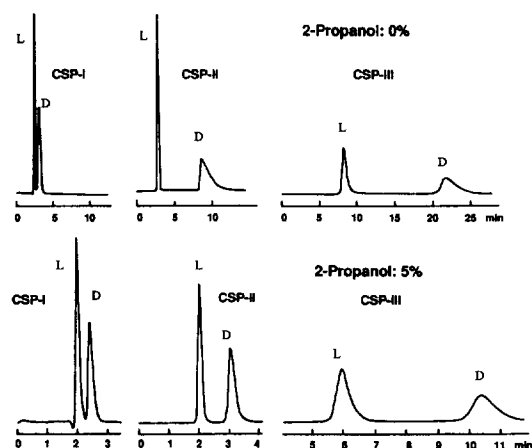 2-Propanol: 0%
L
CSP-I
D
CSP-II
D
CSP-III
L
D
0 5 10
0 5 10
0 5 10 15 20 25 min
2-Propanol: 5%
L
CSP-I
D
L
CSP-II
D
CSP-III
L
D
0 1 2 3
0 1 2 3 4
5 6 7 8 9 10 11 min